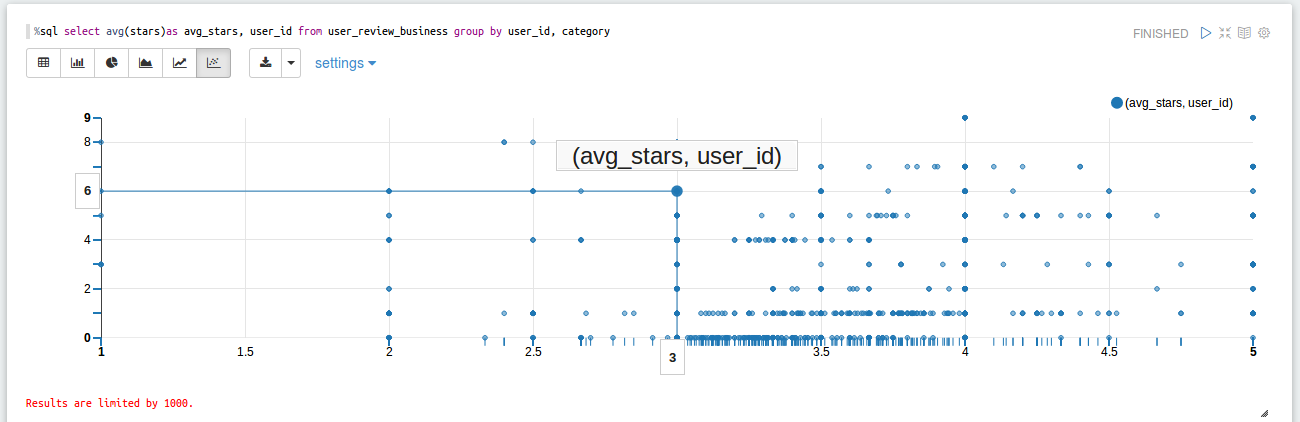 %sql select avg(stars)as avg_stars, user_id from user_review_business group by user_id, category
FINISHED
settings
(avg_stars, user_id)
9
8
(avg_stars, user_id)
6
4
2
0
1 1.5 2 2.5 3 3.5 4 4.5 5
Results are limited by 1000.